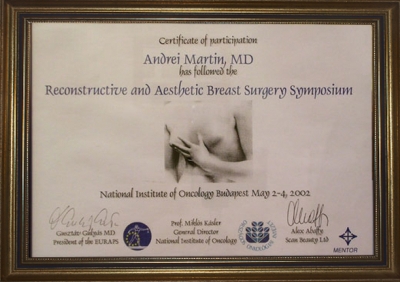 Certificate of participation
Andrei Martin, MD
has followed the
Reconstructive and Aesthetic Breast Surgery Symposium
National Institute of Oncology Budapest May 2-4, 2002
Prof. Miklós Kásler
General Director
National Institute of Oncology
President of the EURAPS
Alice Abaffy
Scan Beauty Ltd
MENTOR